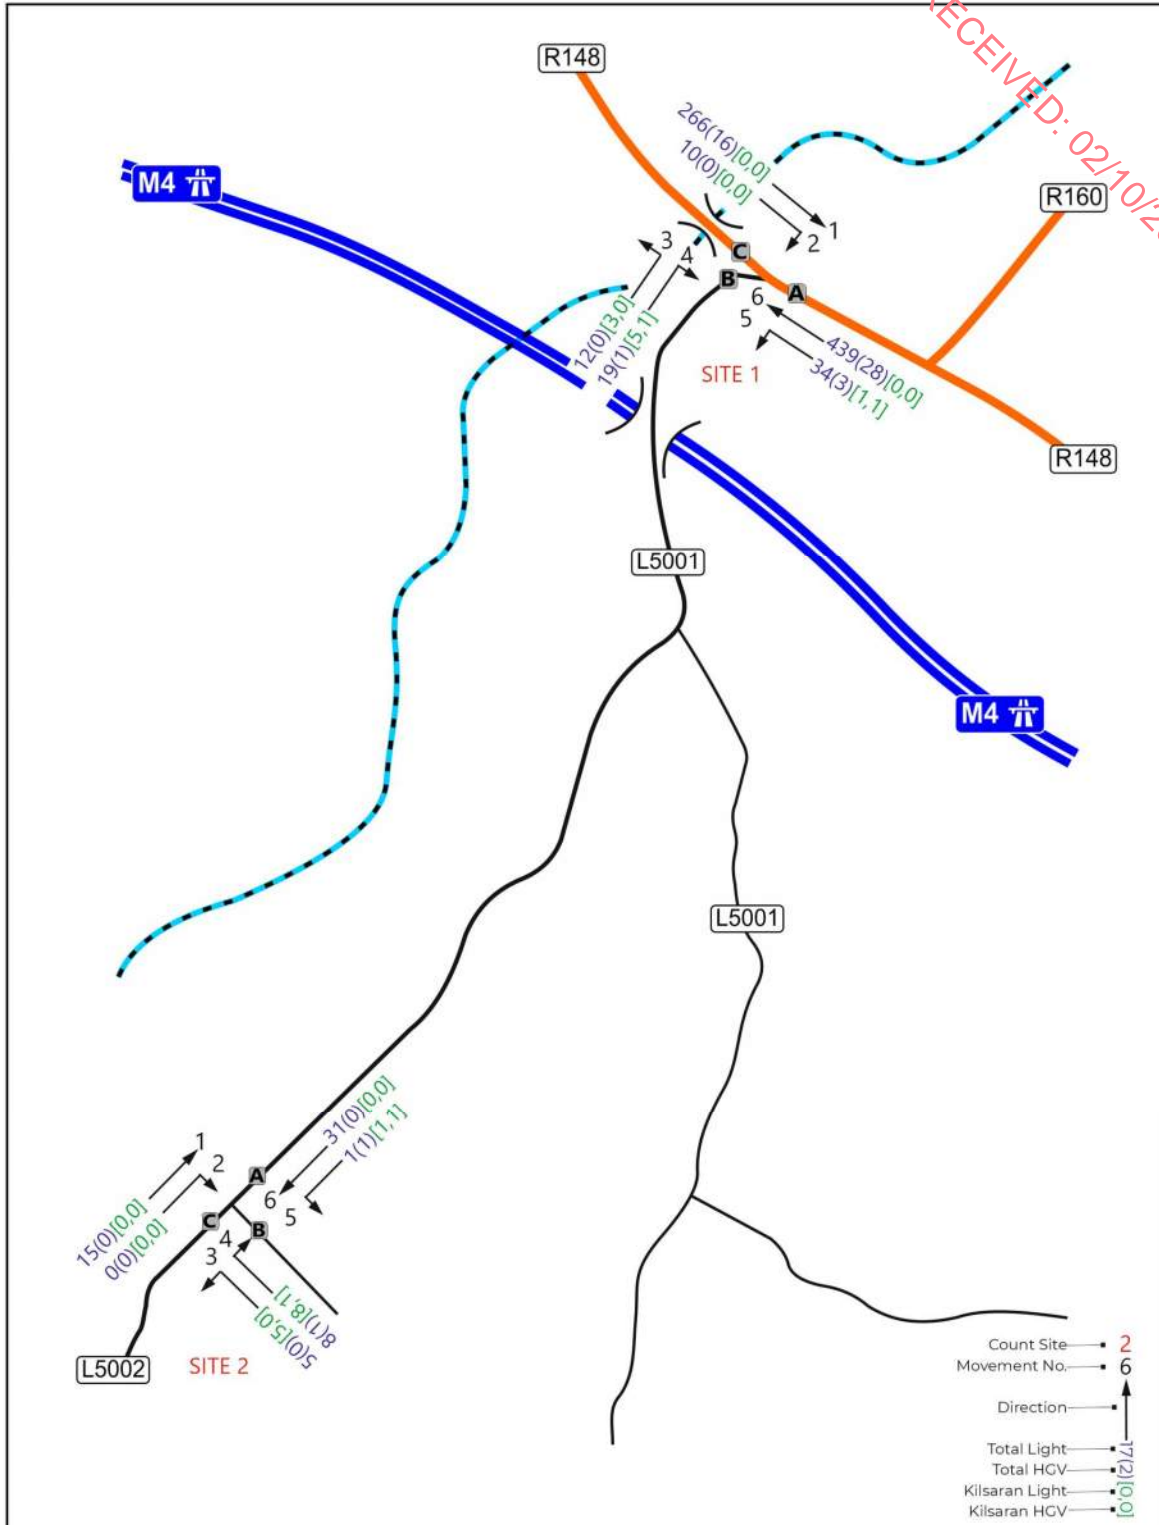 RECEIVED: 02/10/20
R148
266(16)[0,0]
10(0)[0,0]
M4
R160
1
2
3
4
C
B
6
A
5
12(0)[3,0]
19(1)[5,1]
439(28)[0,0]
34(3)[1,1]
SITE 1
R148
L5001
M4
L5001
31(0)[0,0]
1(1)[1,1]
1
2
A
6
5
C
4
B
3
15(0)[0,0]
0(0)[0,0]
8(1)[8,1]
5(0)[5,0]
L5002
SITE 2
Count Site 2
Movement No. 6
Direction
Total Light
Total HGV
Kilsaran Light
Kilsaran HGV
17(2)[0,0]